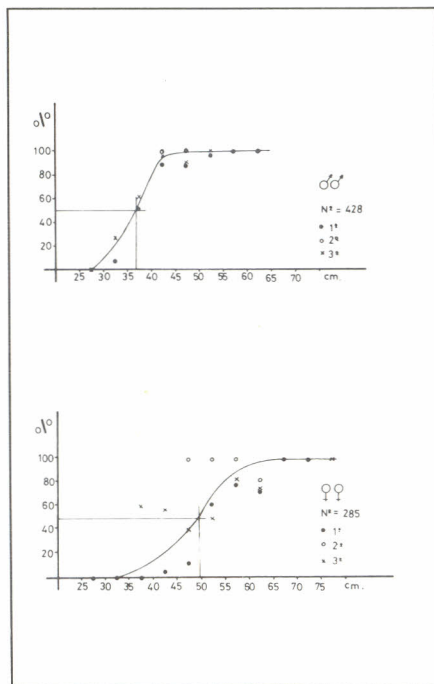 %
100
80
60
40
20
20 25 30 35 40 45 50 55 60 65 70 cm.
♂♂
Nº = 428
• 1ª
○ 2ª
× 3ª
%
100
80
60
40
20
25 30 35 40 45 50 55 60 65 70 75 cm.
♀♀
Nº = 285
• 1ª
○ 2ª
× 3ª